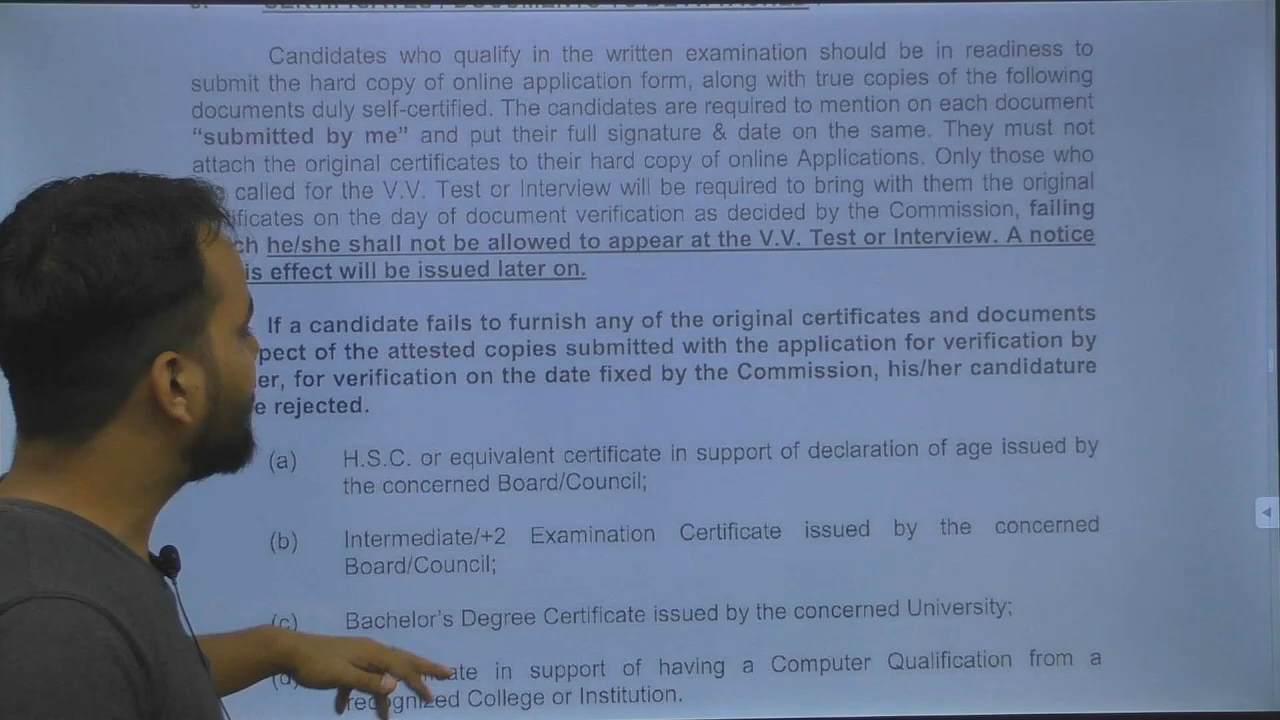 Candidates who qualify in the written examination should be in readiness to
submit the hard copy of online application form, along with true copies of the following
documents duly self-certified. The candidates are required to mention on each document
“submitted by me” and put their full signature & date on the same. They must not
attach the original certificates to their hard copy of online Applications. Only those who
called for the V.V. Test or Interview will be required to bring with them the original
ificates on the day of document verification as decided by the Commission, failing
ch he/she shall not be allowed to appear at the V.V. Test or Interview. A notice
is effect will be issued later on.
If a candidate fails to furnish any of the original certificates and documents
pect of the attested copies submitted with the application for verification by
er, for verification on the date fixed by the Commission, his/her candidature
e rejected.
(a) H.S.C. or equivalent certificate in support of declaration of age issued by
the concerned Board/Council;
(b) Intermediate/+2 Examination Certificate issued by the concerned
Board/Council;
(c) Bachelor’s Degree Certificate issued by the concerned University;
ate in support of having a Computer Qualification from a
recognized College or Institution.